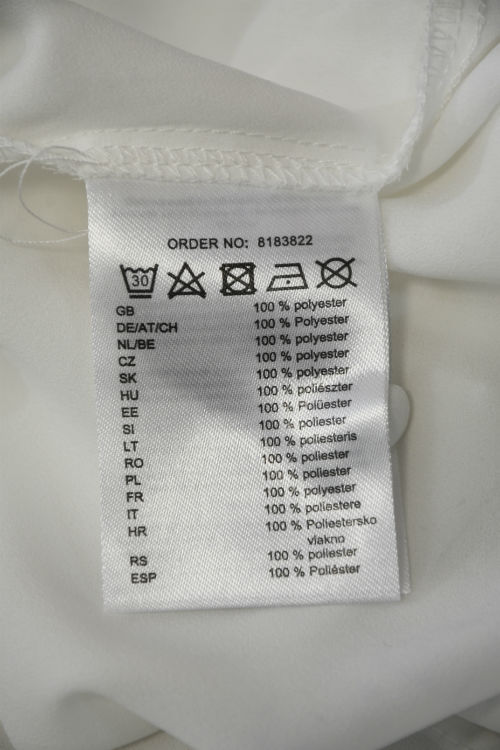 ORDER NO: 8183822
30
GB 100 % polyester
DE/AT/CH 100 % Polyester
NL/BE 100 % polyester
CZ 100 % polyester
SK 100 % polyester
HU 100 % poliészter
EE 100 % Polüester
SI 100 % poliester
LT 100 % poliesteris
RO 100 % poliester
PL 100 % poliester
FR 100 % polyester
IT 100 % poliestere
HR 100 % Poliestersko
vlakno
RS 100 % poliester
ESP 100 % Poliéster